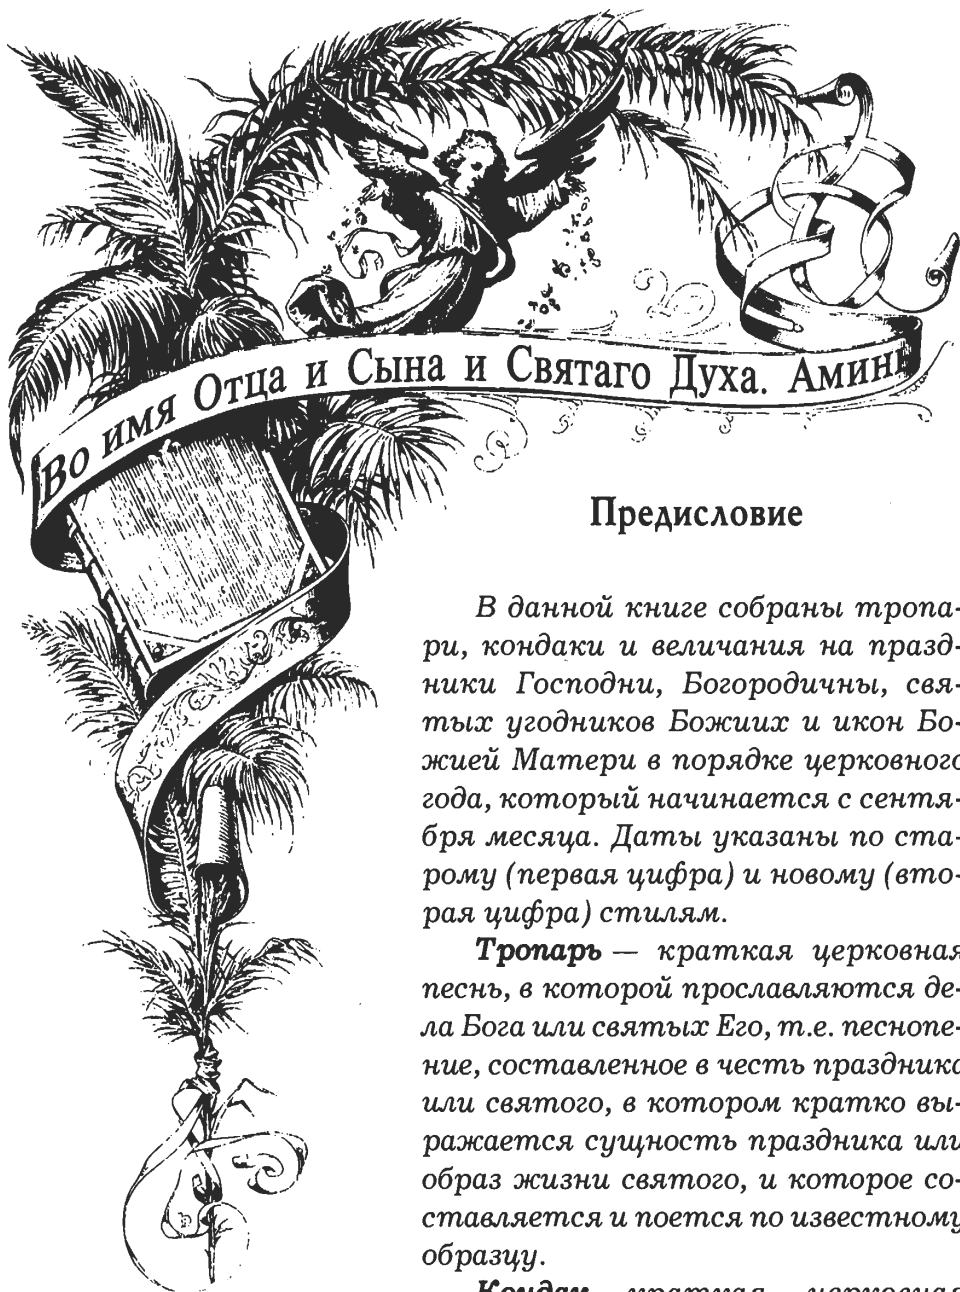 Во имя Отца и Сына и Святаго Духа. Аминь
Предисловие
В данной книге собраны тропа-
ри, кондаки и величания на празд-
ники Господни, Богородичны, свя-
тых угодников Божиих и икон Бо-
жией Матери в порядке церковного
года, который начинается с сентя-
бря месяца. Даты указаны по ста-
рому (первая цифра) и новому (вто-
рая цифра) стилям.
Тропарь — краткая церковная
песнь, в которой прославляются де-
ла Бога или святых Его, т.е. песнопе-
ние, составленное в честь праздника
или святого, в котором кратко вы-
ражается сущность праздника или
образ жизни святого, и которое со-
ставляется и поется по известному
образцу.
Кондак краткая церковная